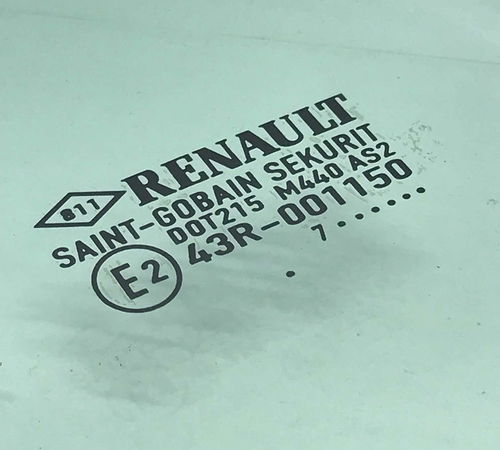 811 RENAULT
SAINT-GOBAIN SEKURIT
DOT215 M440 AS2
E2 43R-001150
7 . . . . . .
.